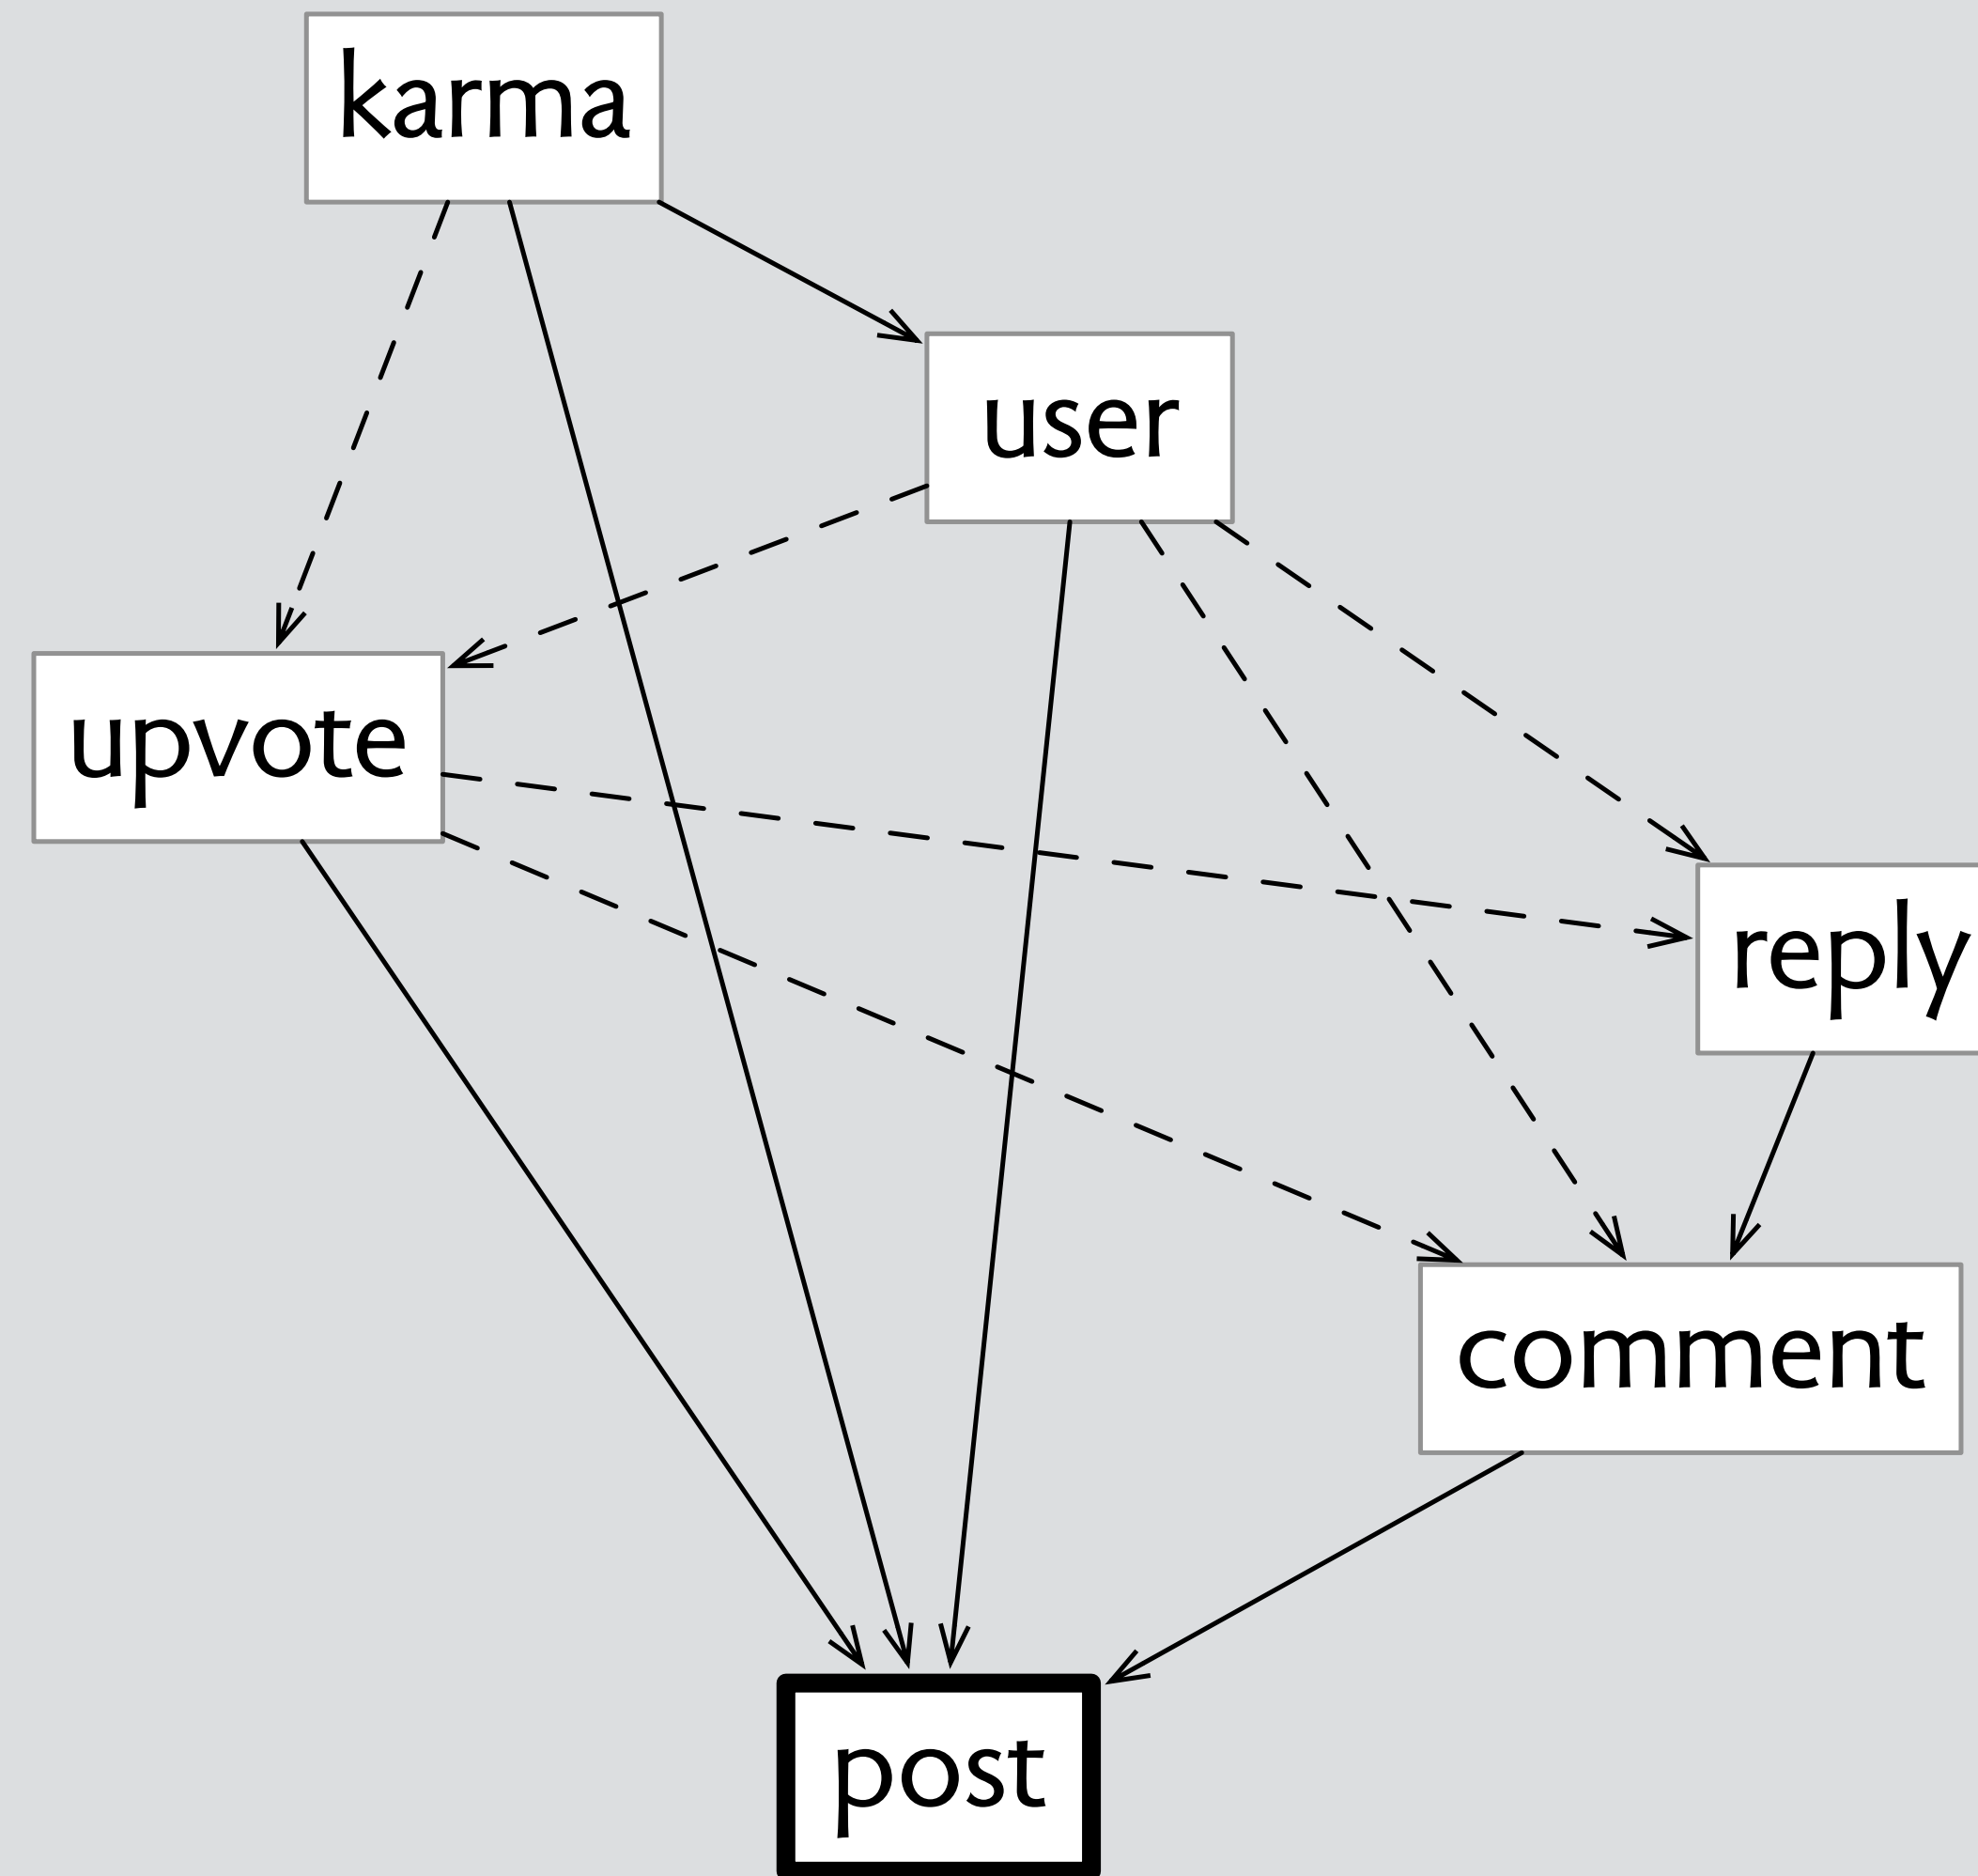 karma
user
upvote
reply
comment
post